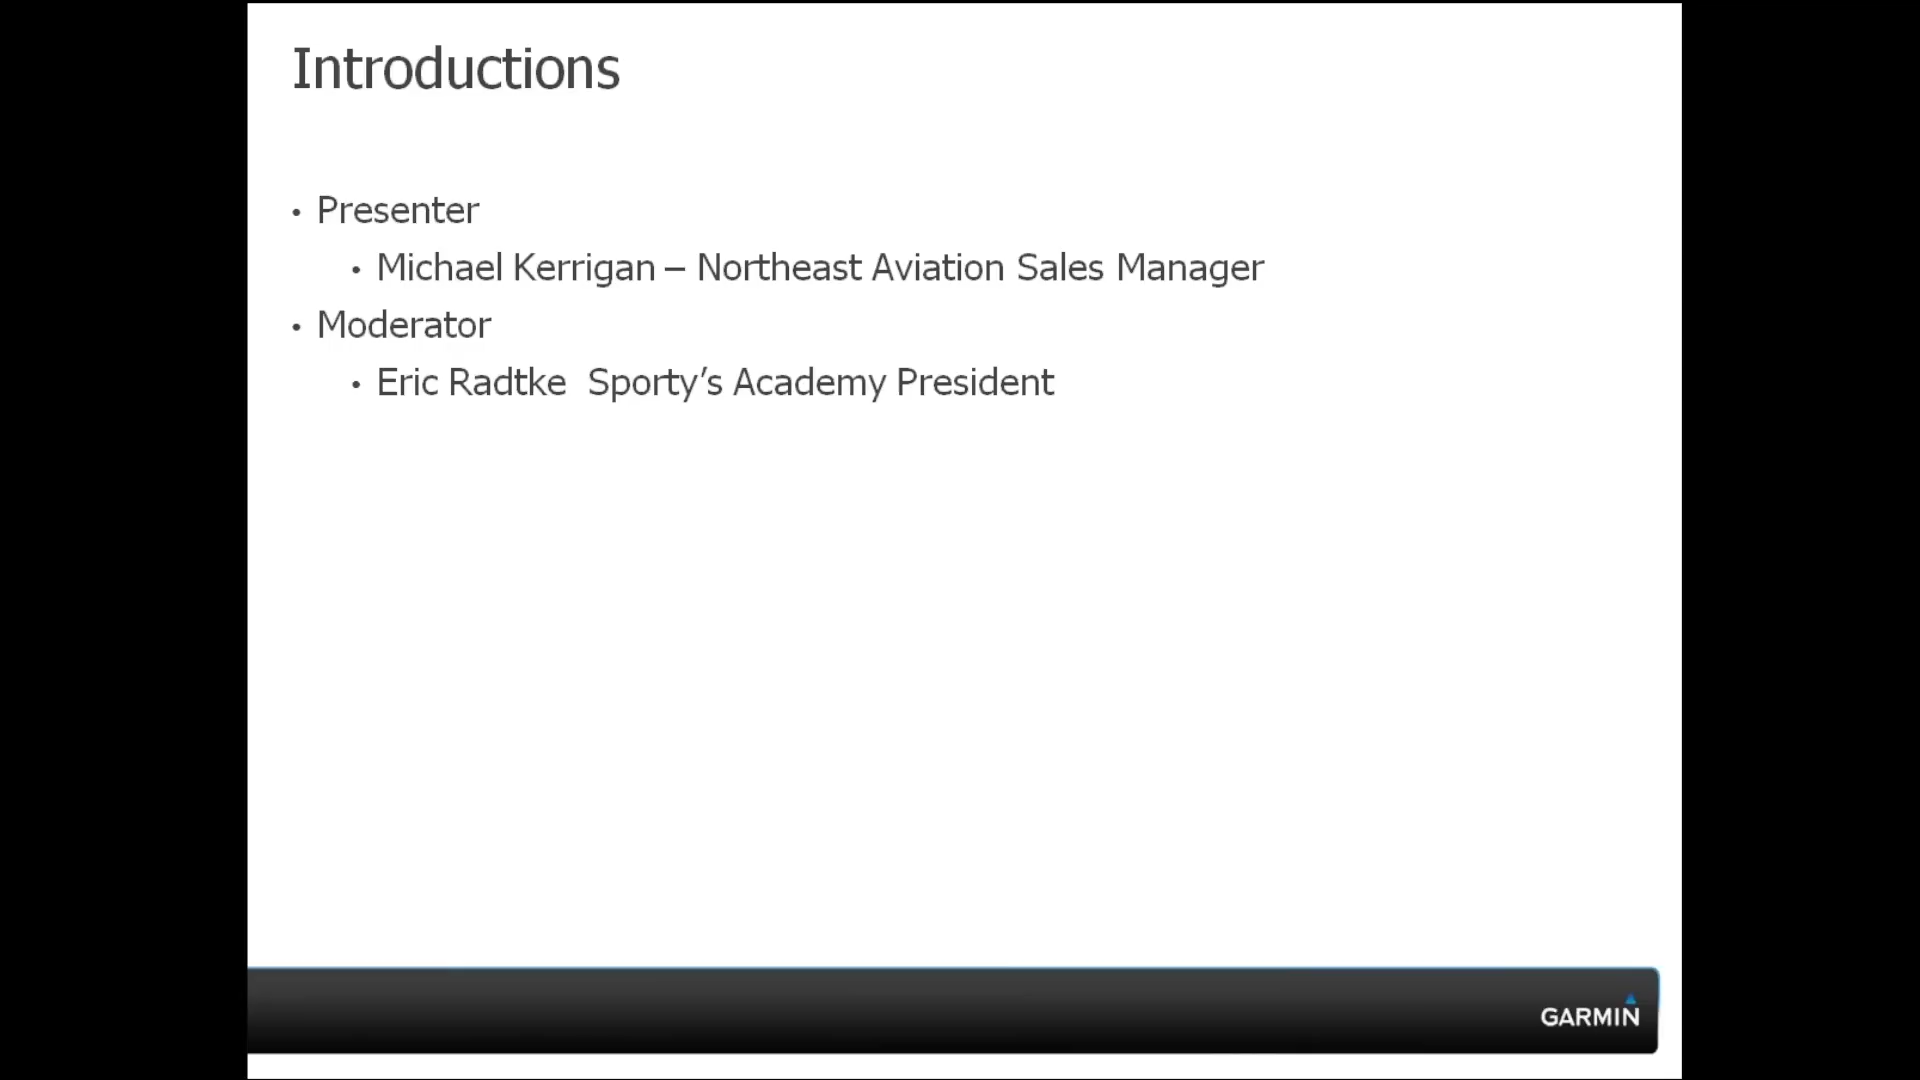 Introductions
• Presenter
• Michael Kerrigan – Northeast Aviation Sales Manager
• Moderator
• Eric Radtke  Sporty’s Academy President
GARMIN